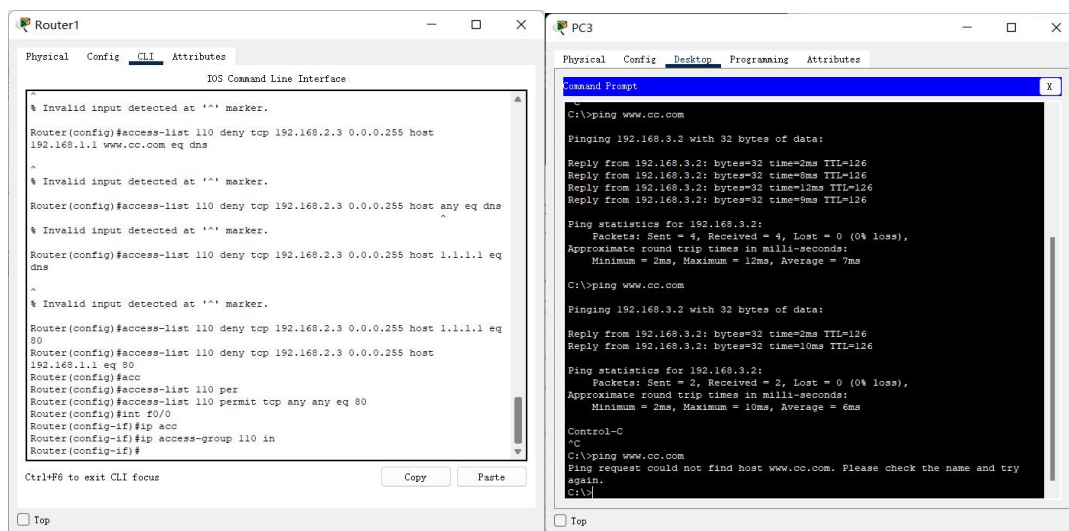 Router1
Physical Config CLI Attributes
IOS Command Line Interface
^
% Invalid input detected at '^' marker.
Router(config)#access-list 110 deny tcp 192.168.2.3 0.0.0.255 host
192.168.1.1 www.cc.com eq dns
^
% Invalid input detected at '^' marker.
Router(config)#access-list 110 deny tcp 192.168.2.3 0.0.0.255 host any eq dns
^
% Invalid input detected at '^' marker.
Router(config)#access-list 110 deny tcp 192.168.2.3 0.0.0.255 host 1.1.1.1 eq
dns
^
% Invalid input detected at '^' marker.
Router(config)#access-list 110 deny tcp 192.168.2.3 0.0.0.255 host 1.1.1.1 eq
80
Router(config)#access-list 110 deny tcp 192.168.2.3 0.0.0.255 host
192.168.1.1 eq 80
Router(config)#acc
Router(config)#access-list 110 per
Router(config)#access-list 110 permit tcp any any eq 80
Router(config)#int f0/0
Router(config-if)#ip acc
Router(config-if)#ip access-group 110 in
Router(config-if)#
Ctrl+F6 to exit CLI focus
Copy
Paste
Top
PC3
Physical Config Desktop Programming Attributes
Command Prompt
X
^C
C:\>ping www.cc.com
Pinging 192.168.3.2 with 32 bytes of data:
Reply from 192.168.3.2: bytes=32 time=2ms TTL=126
Reply from 192.168.3.2: bytes=32 time=8ms TTL=126
Reply from 192.168.3.2: bytes=32 time=12ms TTL=126
Reply from 192.168.3.2: bytes=32 time=9ms TTL=126
Ping statistics for 192.168.3.2:
Packets: Sent = 4, Received = 4, Lost = 0 (0% loss),
Approximate round trip times in milli-seconds:
Minimum = 2ms, Maximum = 12ms, Average = 7ms
C:\>ping www.cc.com
Pinging 192.168.3.2 with 32 bytes of data:
Reply from 192.168.3.2: bytes=32 time=2ms TTL=126
Reply from 192.168.3.2: bytes=32 time=10ms TTL=126
Ping statistics for 192.168.3.2:
Packets: Sent = 2, Received = 2, Lost = 0 (0% loss),
Approximate round trip times in milli-seconds:
Minimum = 2ms, Maximum = 10ms, Average = 6ms
Control-C
^C
C:\>ping www.cc.com
Ping request could not find host www.cc.com. Please check the name and try
again.
C:\>
Top